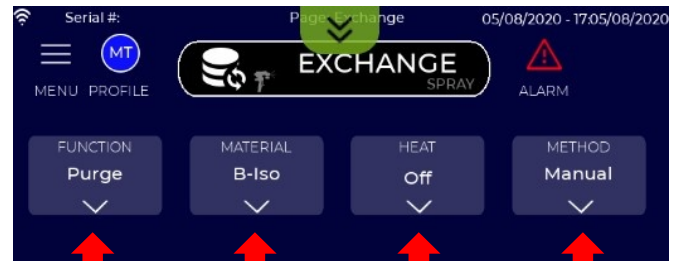 Serial #: Page: Exchange 05/08/2020 - 17:05/08/2020
MT EXCHANGE
SPRAY
MENU PROFILE ALARM
FUNCTION MATERIAL HEAT METHOD
Purge B-Iso Off Manual